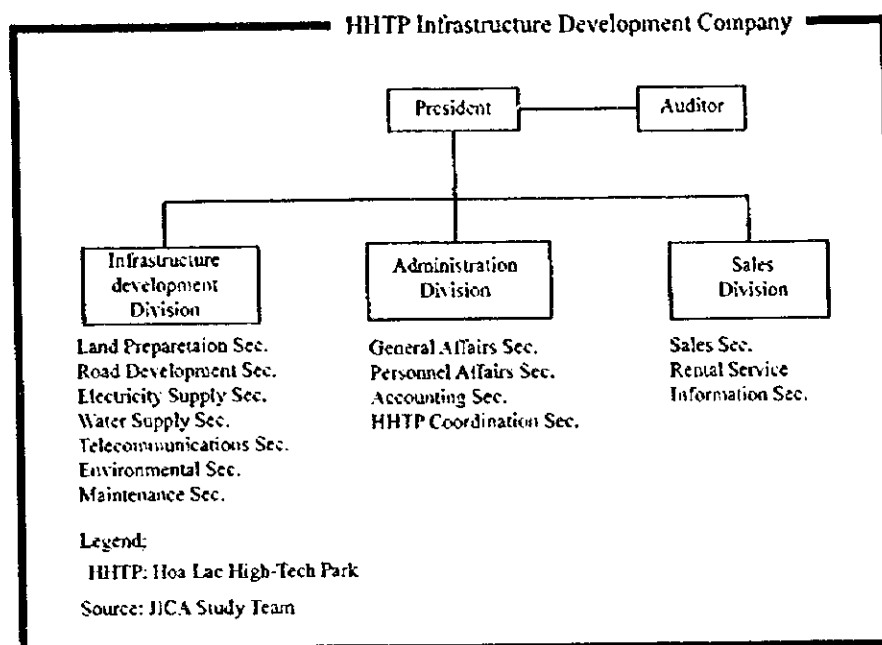 HHTP Infrastructure Development Company
President
Auditor
Infrastructure
development
Division
Administration
Division
Sales
Division
Land Preparetaion Sec.
Road Development Sec.
Electricity Supply Sec.
Water Supply Sec.
Telecommunications Sec.
Environmental Sec.
Maintenance Sec.
General Affairs Sec.
Personnel Affairs Sec.
Accounting Sec.
HHTP Coordination Sec.
Sales Sec.
Rental Service
Information Sec.
Legend;
HHTP: Hoa Lac High-Tech Park
Source: JICA Study Team